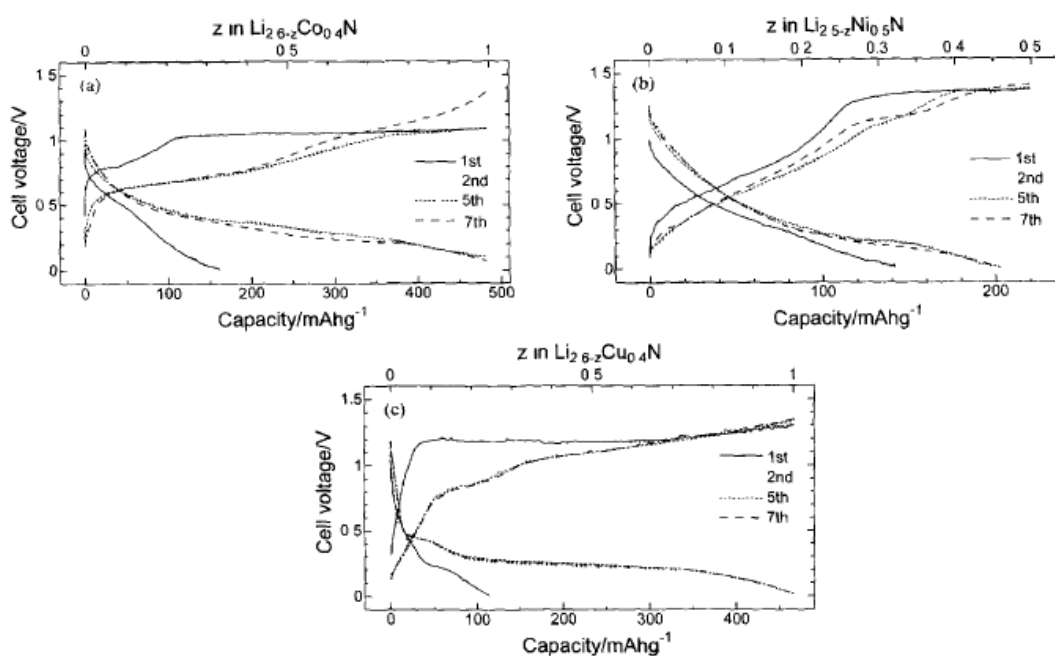 z in Li2 6-zCo0 4N
0 0 5 1
(a)
1 5
1
0 5
0
Cell voltage/V
1st
2nd
5th
7th
0 100 200 300 400 500
Capacity/mAhg-1
z in Li2 5-zNi0 5N
0 0 1 0 2 0 3 0 4 0 5
(b)
1 5
1
0 5
0
Cell voltage/V
1st
2nd
5th
7th
0 100 200
Capacity/mAhg-1
z in Li2 6-zCu0 4N
0 0 5 1
(c)
1.5
1
0 5
0
Cell voltage/V
1st
2nd
5th
7th
0 100 200 300 400
Capacity/mAhg-1